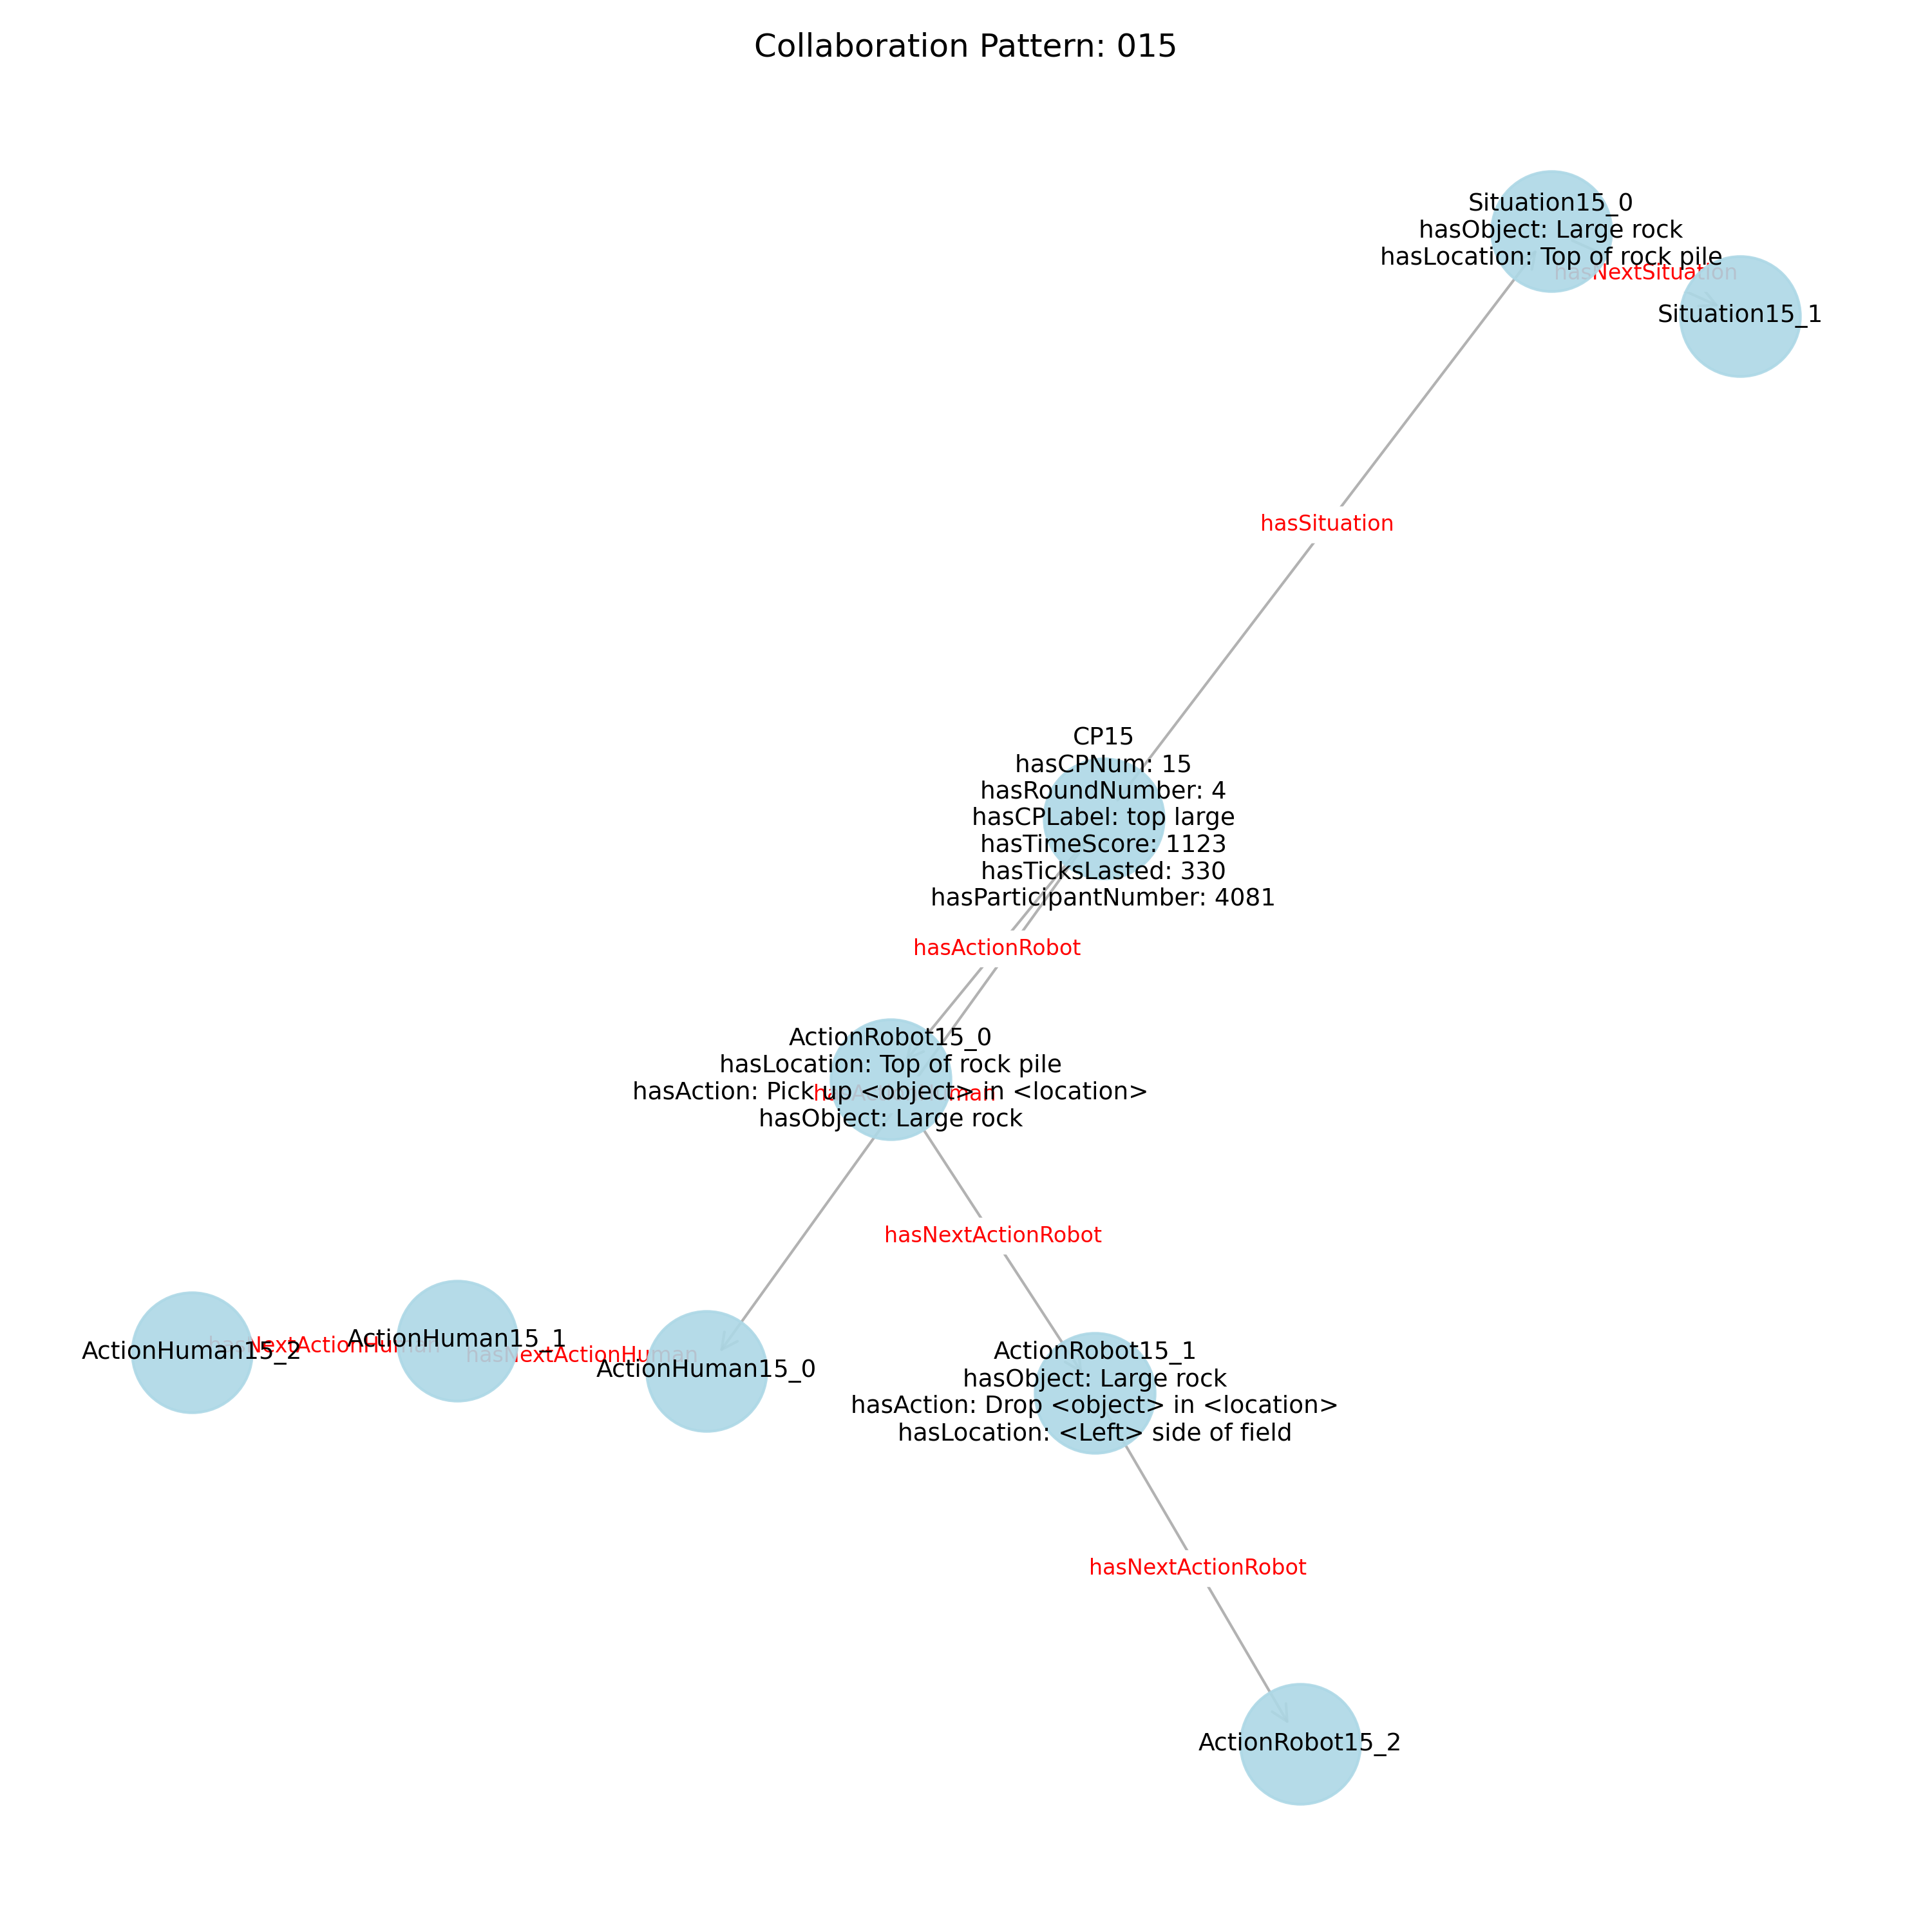 Collaboration Pattern: 015
Situation15_0
hasObject: Large rock
hasLocation: Top of rock pile
hasNextSituation
Situation15_1
hasSituation
CP15
hasCPNum: 15
hasRoundNumber: 4
hasCPLabel: top large
hasTimeScore: 1123
hasTicksLasted: 330
hasParticipantNumber: 4081
hasActionRobot
ActionRobot15_0
hasLocation: Top of rock pile
hasAction: Pick up <object> in <location>
hasActionHuman
hasObject: Large rock
hasNextActionRobot
ActionHuman15_2
hasNextActionHuman
ActionHuman15_1
hasNextActionHuman
ActionHuman15_0
ActionRobot15_1
hasObject: Large rock
hasAction: Drop <object> in <location>
hasLocation: <Left> side of field
hasNextActionRobot
ActionRobot15_2